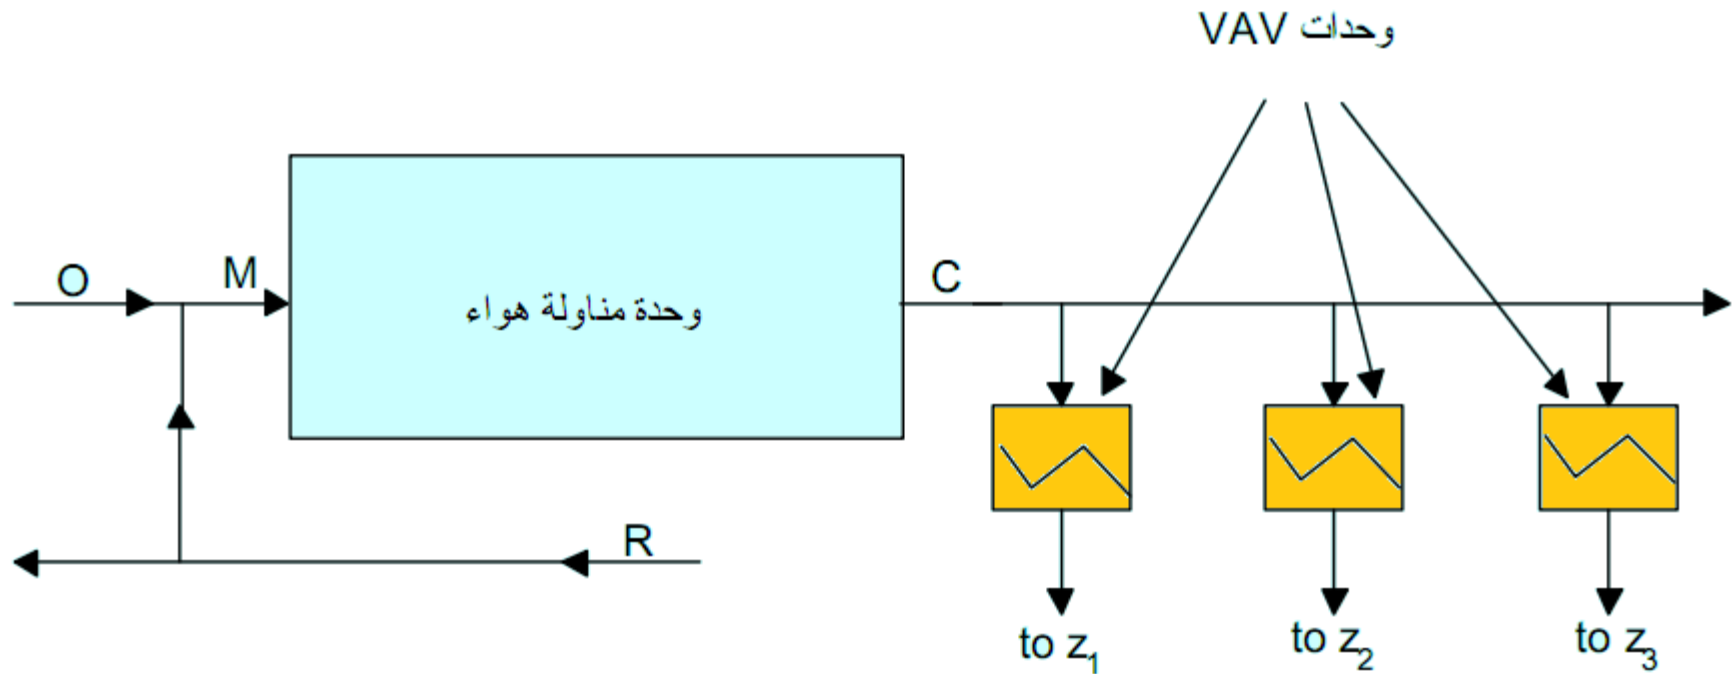 وحدات VAV
O
M
وحدة مناولة هواء
C
R
to z1
to z2
to z3